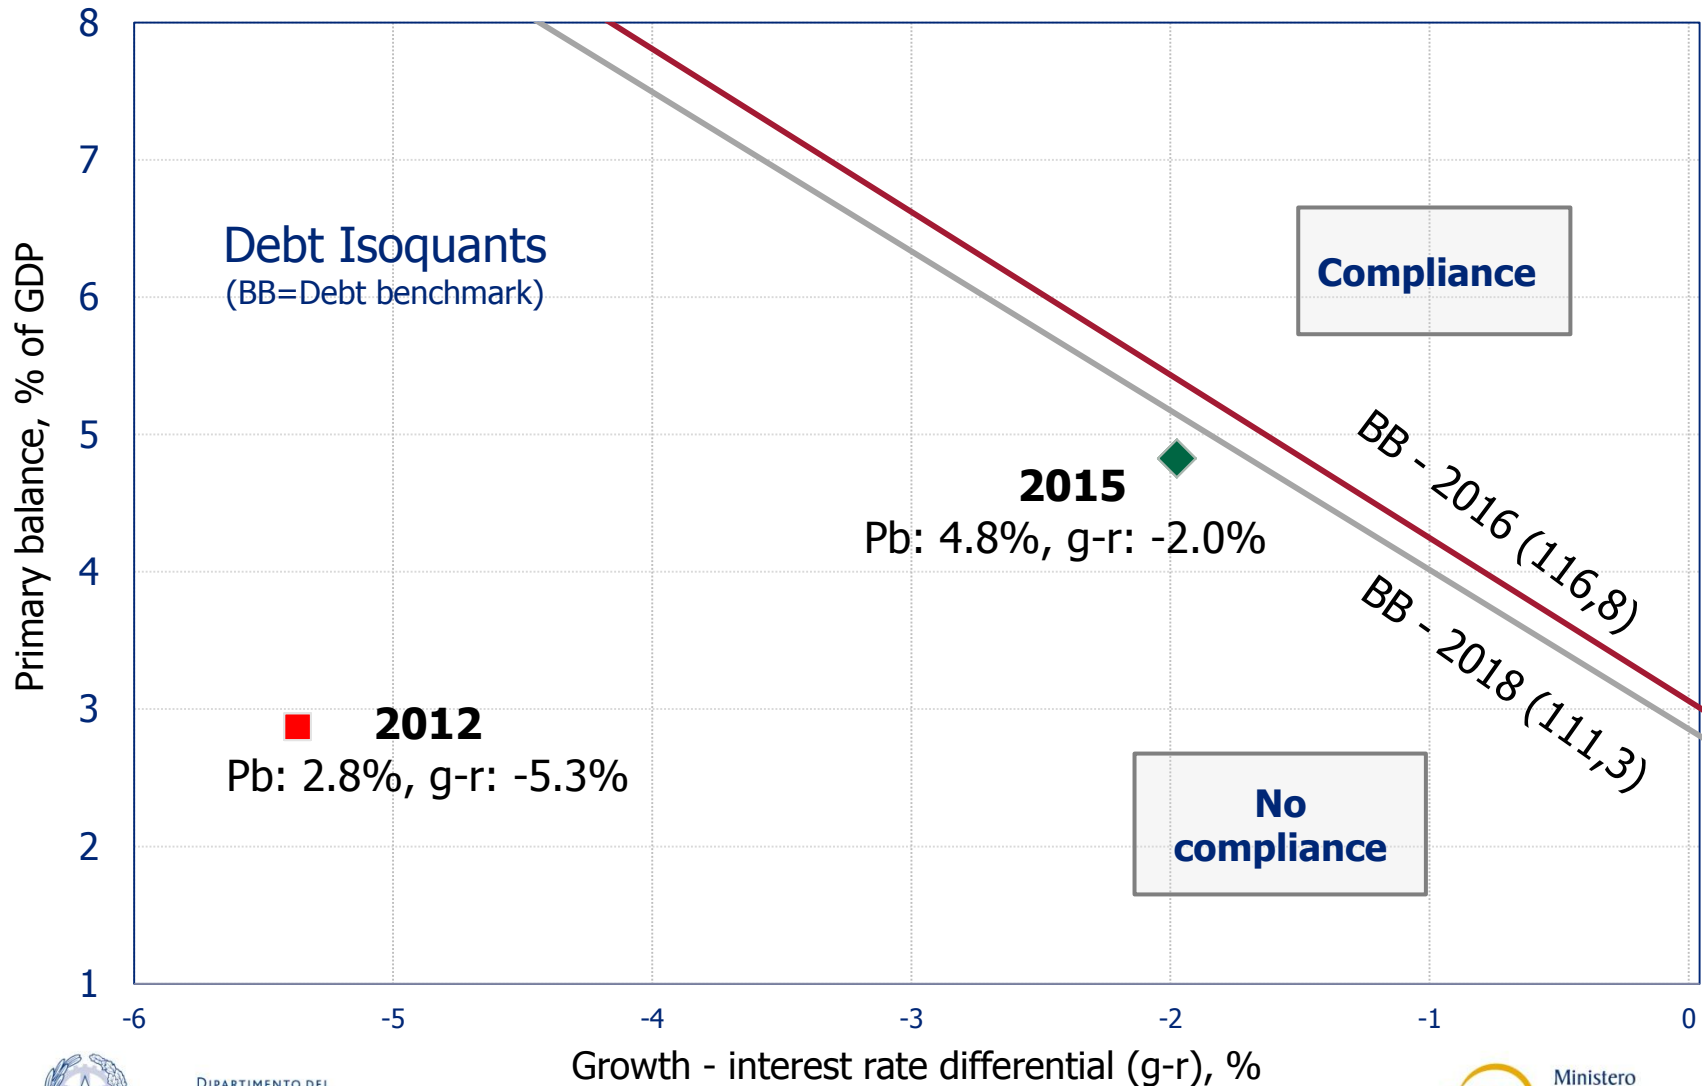 8
7
6
5
4
3
2
1
Primary balance, % of GDP
Debt Isoquants
(BB=Debt benchmark)
Compliance
BB - 2016 (116,8)
BB - 2018 (111,3)
2015
Pb: 4.8%, g-r: -2.0%
2012
Pb: 2.8%, g-r: -5.3%
No
compliance
-6 -5 -4 -3 -2 -1 0
Growth - interest rate differential (g-r), %
DIPARTIMENTO DEL
Ministero